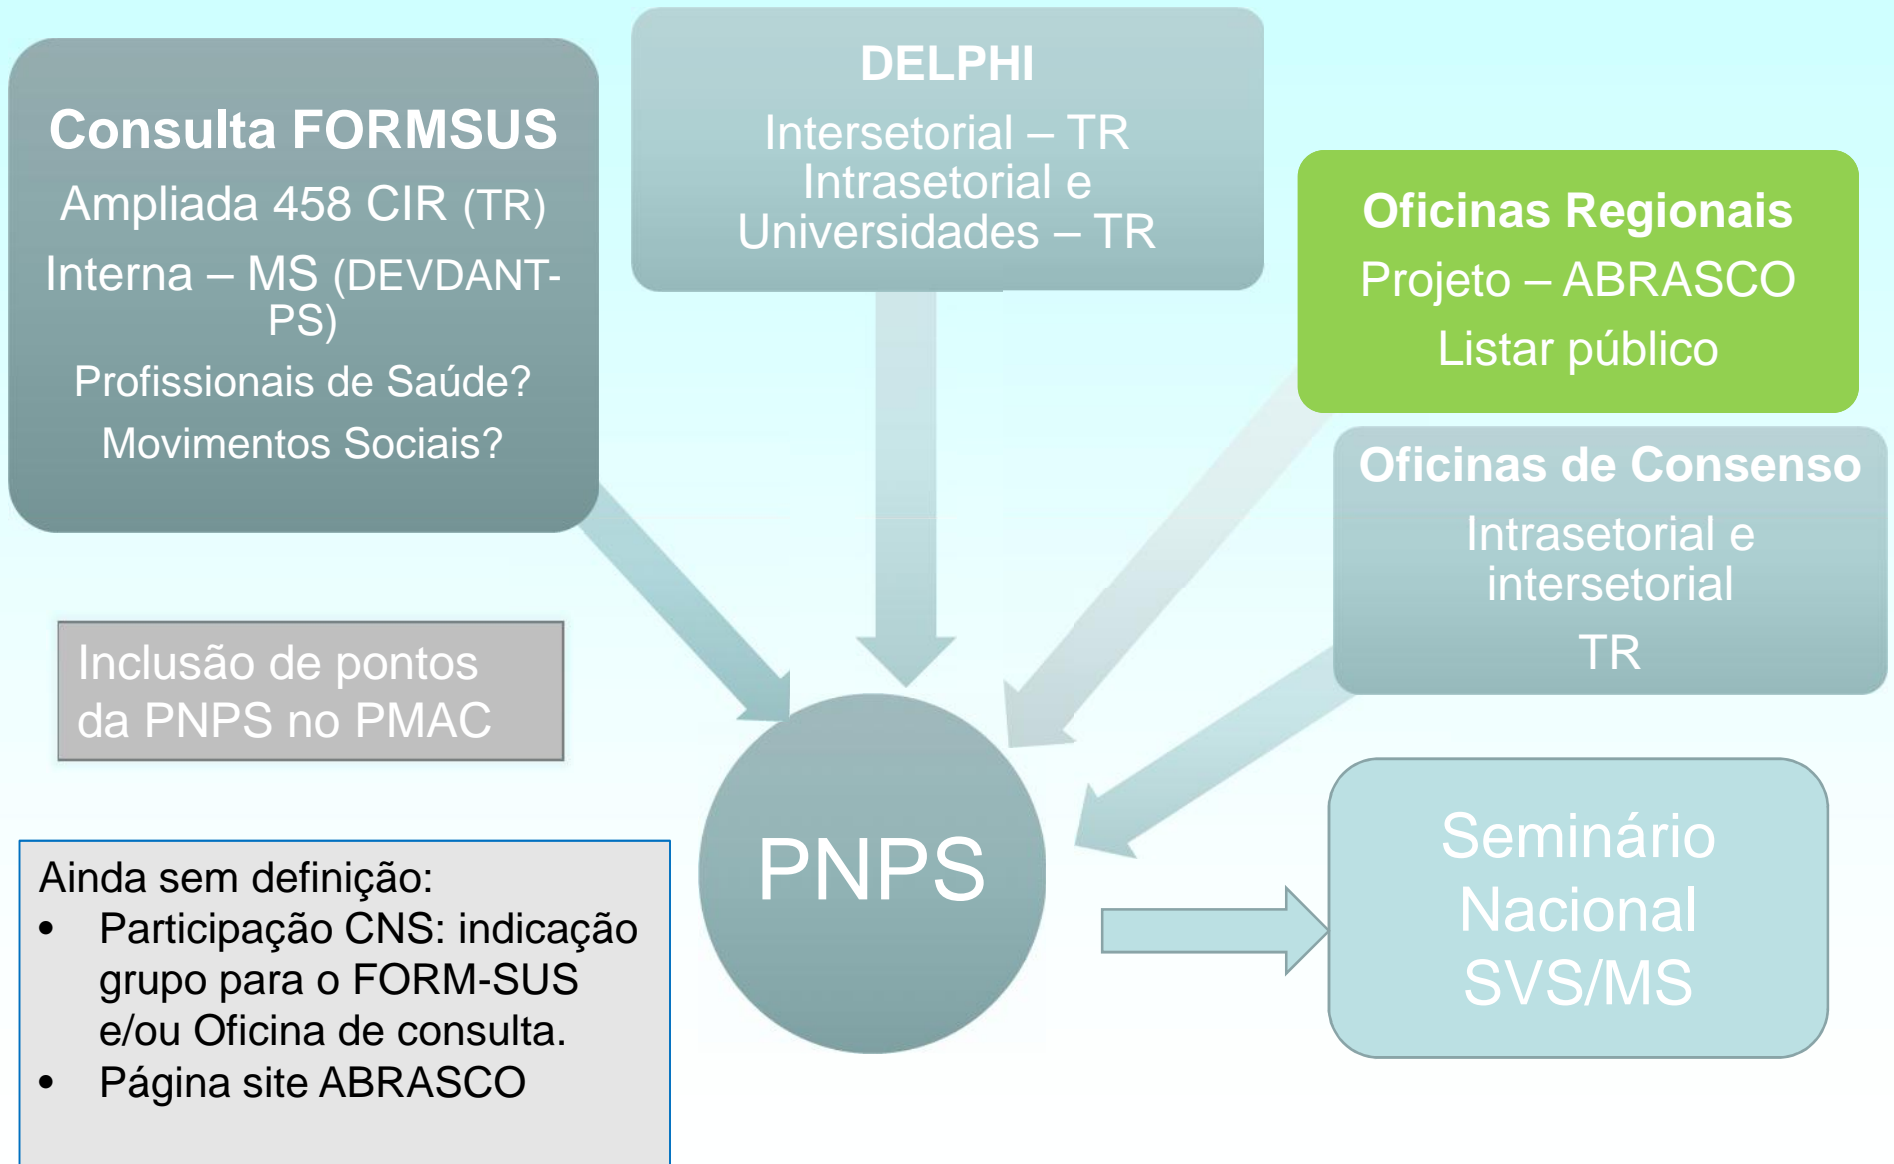 Consulta FORMSUS
Ampliada 458 CIR (TR)
Interna – MS (DEVDANT-
PS)
Profissionais de Saúde?
Movimentos Sociais?
DELPHI
Intersetorial – TR
Intrasetorial e
Universidades – TR
Oficinas Regionais
Projeto – ABRASCO
Listar público
Oficinas de Consenso
Intrasetorial e
intersetorial
TR
Inclusão de pontos
da PNPS no PMAC
PNPS
Seminário
Nacional
SVS/MS
Ainda sem definição:
• Participação CNS: indicação
grupo para o FORM-SUS
e/ou Oficina de consulta.
• Página site ABRASCO